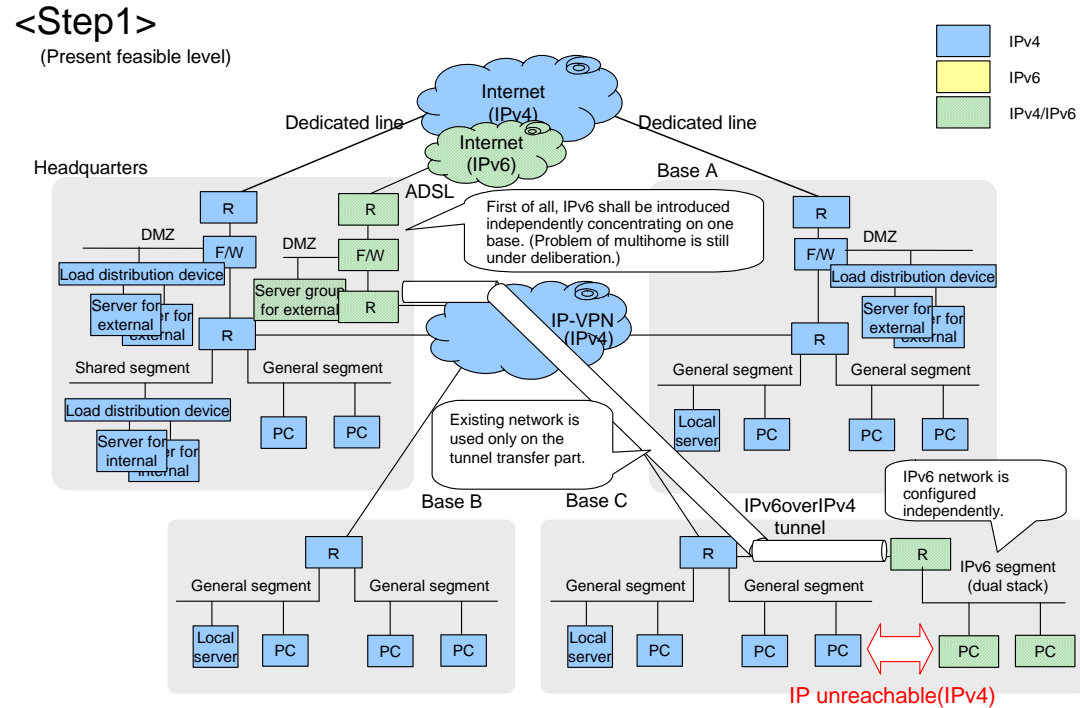 <Step1>
(Present feasible level)
IPv4
IPv6
IPv4/IPv6
Internet
(IPv4)
Internet
(IPv6)
Dedicated line
Dedicated line
Headquarters
ADSL
Base A
R
DMZ
F/W
Load distribution device
Server for
external
Server for
external
R
R
DMZ
F/W
Server group
for external
R
First of all, IPv6 shall be introduced
independently concentrating on one
base. (Problem of multihome is still
under deliberation.)
R
F/W
DMZ
Load distribution device
Server for
external
er for
ernal
R
IP-VPN
(IPv4)
Shared segment
General segment
Load distribution device
Server for
internal
er for
internal
PC
PC
General segment
General segment
Local
server
PC
PC
PC
Existing network is
used only on the
tunnel transfer part.
IPv6 network is
configured
independently.
Base B
Base C
IPv6overIPv4
tunnel
R
General segment
General segment
Local
server
PC
PC
PC
R
General segment
General segment
Local
server
PC
PC
PC
R
IPv6 segment
(dual stack)
PC
PC
IP unreachable(IPv4)